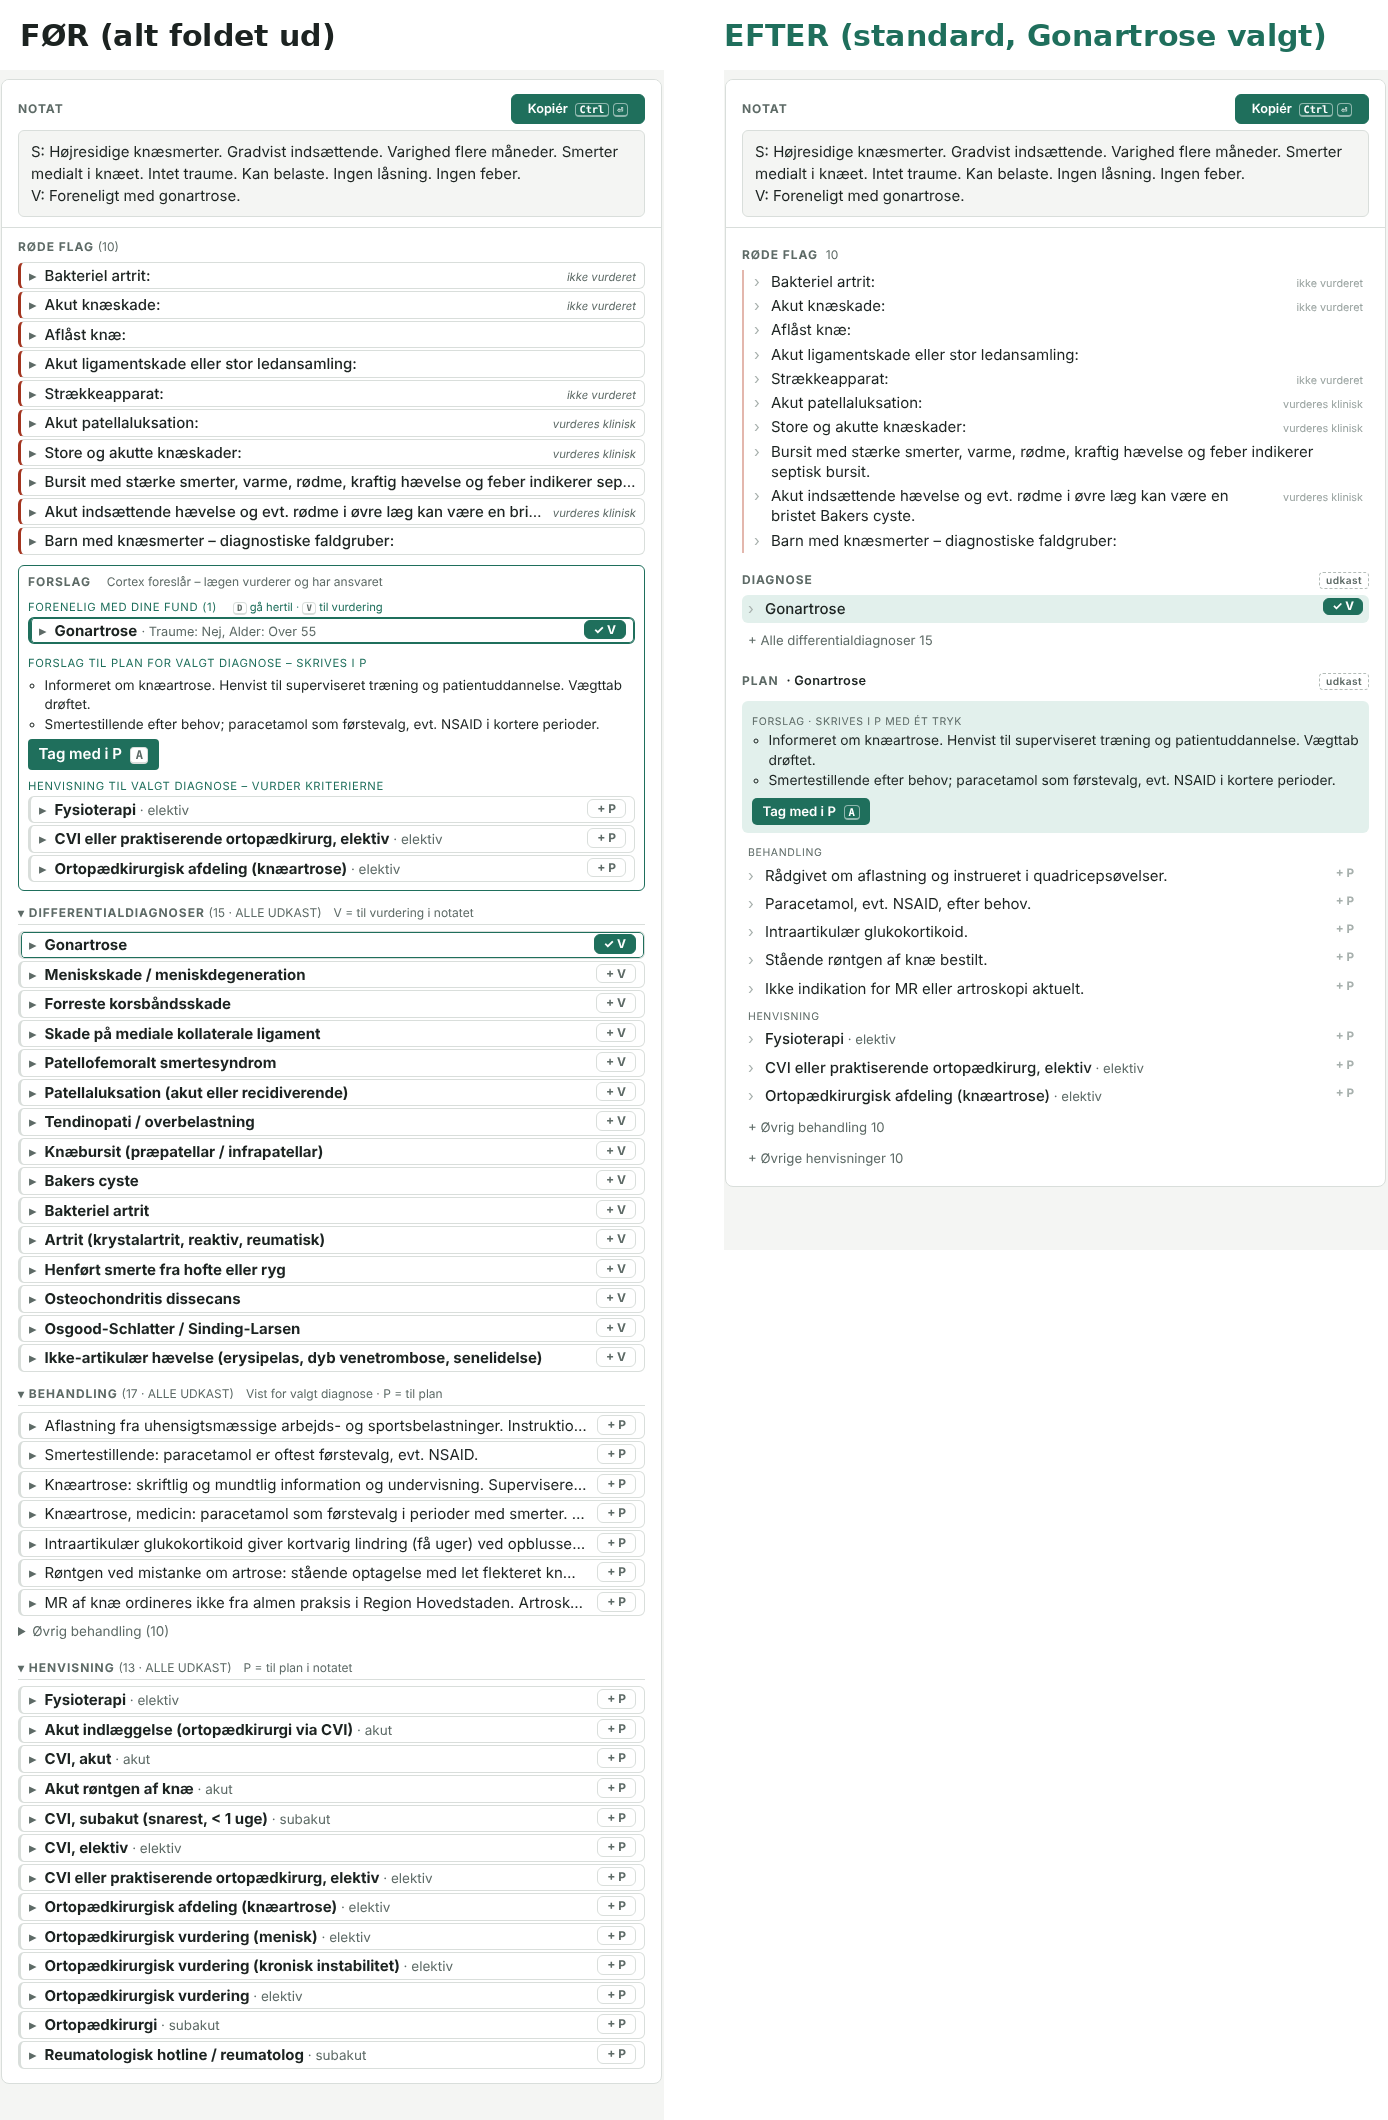 FØR (alt foldet ud)
NOTAT
Kopiér Ctrl ⏎
S: Højresidige knæsmerter. Gradvist indsættende. Varighed flere måneder. Smerter
medialt i knæet. Intet traume. Kan belaste. Ingen låsning. Ingen feber.
V: Foreneligt med gonartrose.
RØDE FLAG (10)
▸ Bakteriel artrit: ikke vurderet
▸ Akut knæskade: ikke vurderet
▸ Aflåst knæ:
▸ Akut ligamentskade eller stor ledansamling:
▸ Strækkeapparat: ikke vurderet
▸ Akut patellaluksation: vurderes klinisk
▸ Store og akutte knæskader: vurderes klinisk
▸ Bursit med stærke smerter, varme, rødme, kraftig hævelse og feber indikerer sep…
▸ Akut indsættende hævelse og evt. rødme i øvre læg kan være en bri… vurderes klinisk
▸ Barn med knæsmerter – diagnostiske faldgruber:
FORSLAG Cortex foreslår – lægen vurderer og har ansvaret
FORENELIG MED DINE FUND (1) D gå hertil · V til vurdering
▸ Gonartrose · Traume: Nej, Alder: Over 55 ✓ V
FORSLAG TIL PLAN FOR VALGT DIAGNOSE – SKRIVES I P
◦ Informeret om knæartrose. Henvist til superviseret træning og patientuddannelse. Vægttab
drøftet.
◦ Smertestillende efter behov; paracetamol som førstevalg, evt. NSAID i kortere perioder.
Tag med i P A
HENVISNING TIL VALGT DIAGNOSE – VURDER KRITERIERNE
▸ Fysioterapi · elektiv + P
▸ CVI eller praktiserende ortopædkirurg, elektiv · elektiv + P
▸ Ortopædkirurgisk afdeling (knæartrose) · elektiv + P
▾ DIFFERENTIALDIAGNOSER (15 · ALLE UDKAST) V = til vurdering i notatet
▸ Gonartrose ✓ V
▸ Meniskskade / meniskdegeneration + V
▸ Forreste korsbåndsskade + V
▸ Skade på mediale kollaterale ligament + V
▸ Patellofemoralt smertesyndrom + V
▸ Patellaluksation (akut eller recidiverende) + V
▸ Tendinopati / overbelastning + V
▸ Knæbursit (præpatellar / infrapatellar) + V
▸ Bakers cyste + V
▸ Bakteriel artrit + V
▸ Artrit (krystalartrit, reaktiv, reumatisk) + V
▸ Henført smerte fra hofte eller ryg + V
▸ Osteochondritis dissecans + V
▸ Osgood-Schlatter / Sinding-Larsen + V
▸ Ikke-artikulær hævelse (erysipelas, dyb venetrombose, senelidelse) + V
▾ BEHANDLING (17 · ALLE UDKAST) Vist for valgt diagnose · P = til plan
▸ Aflastning fra uhensigtsmæssige arbejds- og sportsbelastninger. Instruktio… + P
▸ Smertestillende: paracetamol er oftest førstevalg, evt. NSAID. + P
▸ Knæartrose: skriftlig og mundtlig information og undervisning. Supervisere… + P
▸ Knæartrose, medicin: paracetamol som førstevalg i perioder med smerter. … + P
▸ Intraartikulær glukokortikoid giver kortvarig lindring (få uger) ved opblusse… + P
▸ Røntgen ved mistanke om artrose: stående optagelse med let flekteret kn… + P
▸ MR af knæ ordineres ikke fra almen praksis i Region Hovedstaden. Artrosk… + P
▶ Øvrig behandling (10)
▾ HENVISNING (13 · ALLE UDKAST) P = til plan i notatet
▸ Fysioterapi · elektiv + P
▸ Akut indlæggelse (ortopædkirurgi via CVI) · akut + P
▸ CVI, akut · akut + P
▸ Akut røntgen af knæ · akut + P
▸ CVI, subakut (snarest, < 1 uge) · subakut + P
▸ CVI, elektiv · elektiv + P
▸ CVI eller praktiserende ortopædkirurg, elektiv · elektiv + P
▸ Ortopædkirurgisk afdeling (knæartrose) · elektiv + P
▸ Ortopædkirurgisk vurdering (menisk) · elektiv + P
▸ Ortopædkirurgisk vurdering (kronisk instabilitet) · elektiv + P
▸ Ortopædkirurgisk vurdering · elektiv + P
▸ Ortopædkirurgi · subakut + P
▸ Reumatologisk hotline / reumatolog · subakut + P
EFTER (standard, Gonartrose valgt)
NOTAT
Kopiér Ctrl ⏎
S: Højresidige knæsmerter. Gradvist indsættende. Varighed flere måneder. Smerter
medialt i knæet. Intet traume. Kan belaste. Ingen låsning. Ingen feber.
V: Foreneligt med gonartrose.
RØDE FLAG 10
› Bakteriel artrit: ikke vurderet
› Akut knæskade: ikke vurderet
› Aflåst knæ:
› Akut ligamentskade eller stor ledansamling:
› Strækkeapparat: ikke vurderet
› Akut patellaluksation: vurderes klinisk
› Store og akutte knæskader: vurderes klinisk
› Bursit med stærke smerter, varme, rødme, kraftig hævelse og feber indikerer
septisk bursit.
› Akut indsættende hævelse og evt. rødme i øvre læg kan være en vurderes klinisk
bristet Bakers cyste.
› Barn med knæsmerter – diagnostiske faldgruber:
DIAGNOSE udkast
› Gonartrose ✓ V
+ Alle differentialdiagnoser 15
PLAN · Gonartrose udkast
FORSLAG · SKRIVES I P MED ÉT TRYK
◦ Informeret om knæartrose. Henvist til superviseret træning og patientuddannelse. Vægttab
drøftet.
◦ Smertestillende efter behov; paracetamol som førstevalg, evt. NSAID i kortere perioder.
Tag med i P A
BEHANDLING
› Rådgivet om aflastning og instrueret i quadricepsøvelser. + P
› Paracetamol, evt. NSAID, efter behov. + P
› Intraartikulær glukokortikoid. + P
› Stående røntgen af knæ bestilt. + P
› Ikke indikation for MR eller artroskopi aktuelt. + P
HENVISNING
› Fysioterapi · elektiv + P
› CVI eller praktiserende ortopædkirurg, elektiv · elektiv + P
› Ortopædkirurgisk afdeling (knæartrose) · elektiv + P
+ Øvrig behandling 10
+ Øvrige henvisninger 10